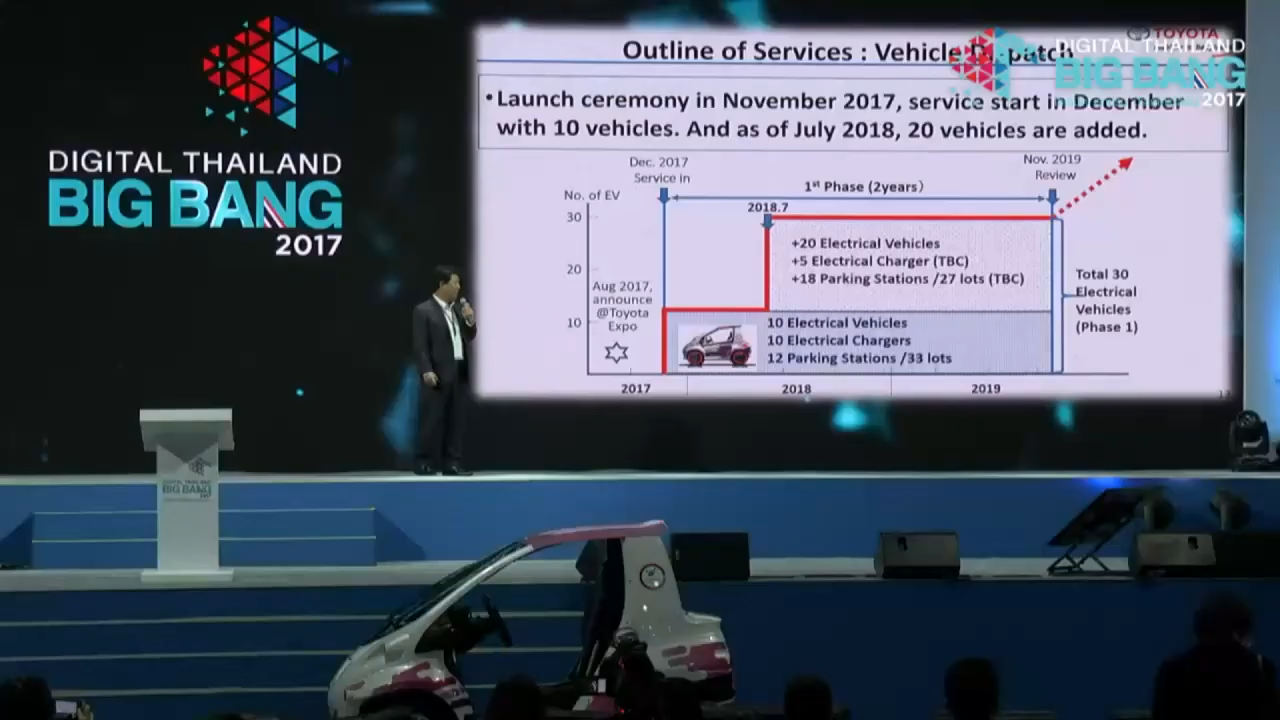 DIGITAL THAILAND
BIG BANG
2017
TOYOTA
DIGITAL THAILAND
BIG BANG
2017
Outline of Services : Vehicle Dispatch
•Launch ceremony in November 2017, service start in December
with 10 vehicles. And as of July 2018, 20 vehicles are added.
Dec. 2017
Service in
Nov. 2019
Review
No. of EV
1st Phase (2years)
2018.7
30
20
10
+20 Electrical Vehicles
+5 Electrical Charger (TBC)
+18 Parking Stations /27 lots (TBC)
Aug 2017,
announce
@Toyota
Expo
Total 30
Electrical
Vehicles
(Phase 1)
10 Electrical Vehicles
10 Electrical Chargers
12 Parking Stations /33 lots
2017
2018
2019
DIGITAL THAILAND
BIG BANG
2017